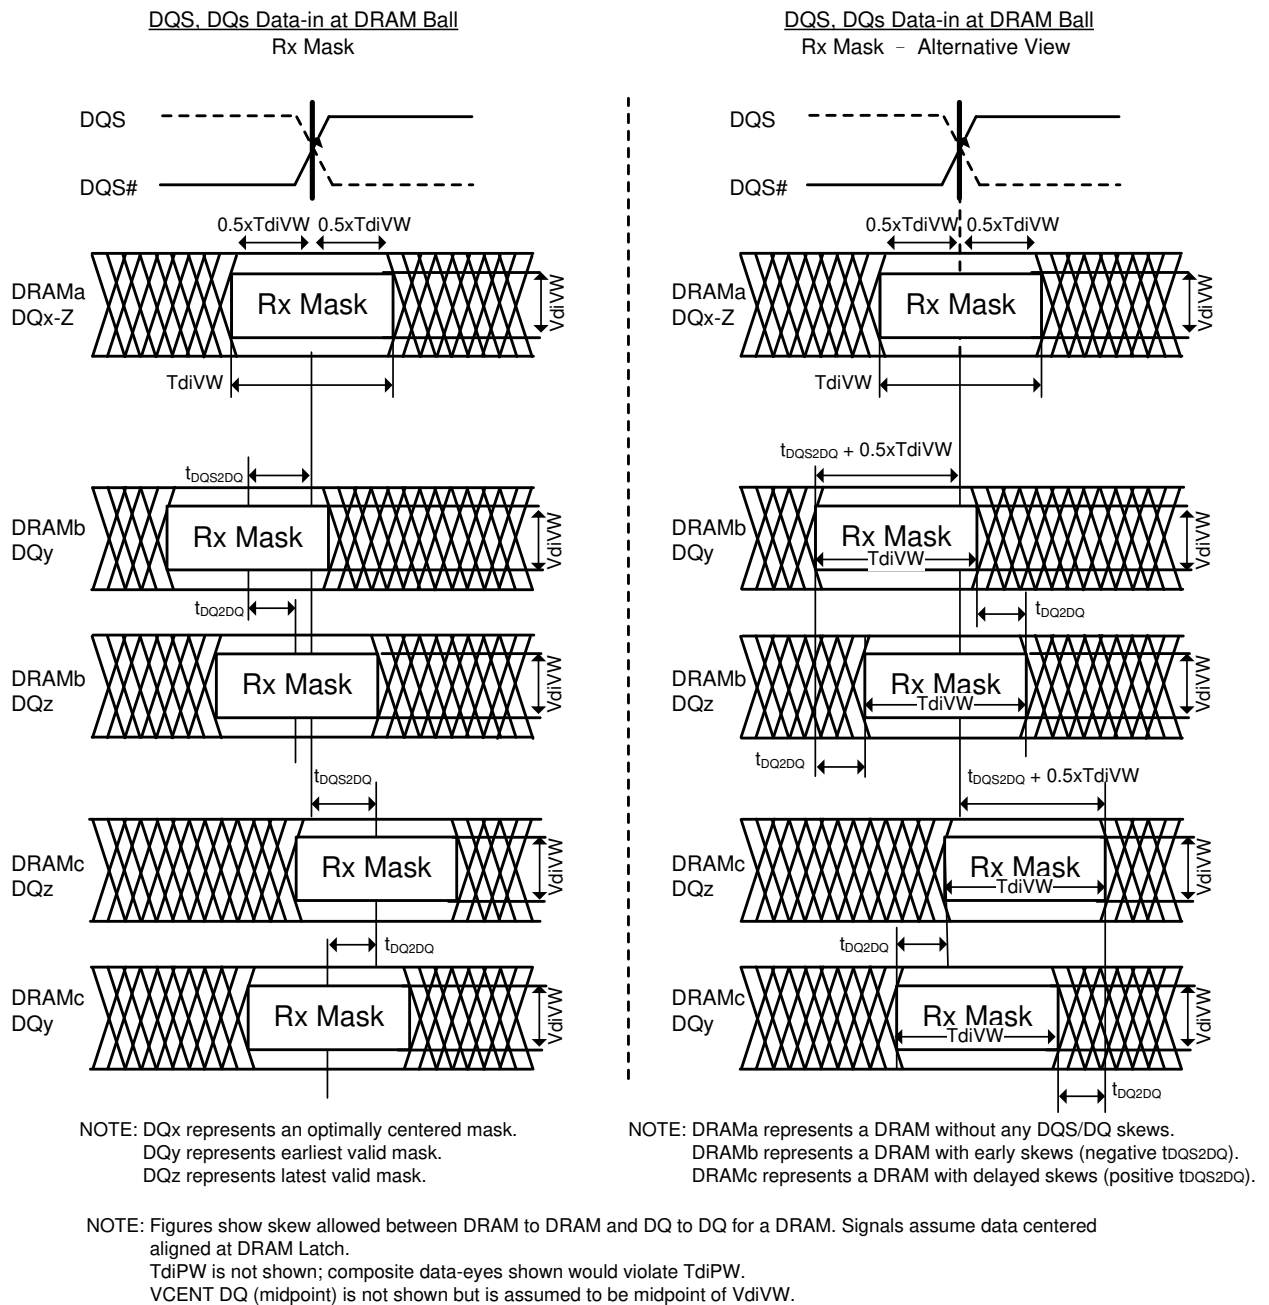 DQS, DQs Data-in at DRAM Ball
Rx Mask
DQS
DQS#
0.5xTdiVW 0.5xTdiVW
DRAMa
DQx-Z
Rx Mask
VdiVW
TdiVW
tDQS2DQ
DRAMb
DQy
Rx Mask
VdiVW
tDQ2DQ
DRAMb
DQz
Rx Mask
VdiVW
tDQS2DQ
DRAMc
DQz
Rx Mask
VdiVW
tDQ2DQ
DRAMc
DQy
Rx Mask
VdiVW
NOTE: DQx represents an optimally centered mask.
DQy represents earliest valid mask.
DQz represents latest valid mask.
DQS, DQs Data-in at DRAM Ball
Rx Mask – Alternative View
DQS
DQS#
0.5xTdiVW 0.5xTdiVW
DRAMa
DQx-Z
Rx Mask
VdiVW
TdiVW
tDQS2DQ + 0.5xTdiVW
DRAMb
DQy
Rx Mask
TdiVW
VdiVW
tDQ2DQ
DRAMb
DQz
Rx Mask
TdiVW
VdiVW
tDQ2DQ
tDQS2DQ + 0.5xTdiVW
DRAMc
DQz
Rx Mask
TdiVW
VdiVW
tDQ2DQ
DRAMc
DQy
Rx Mask
TdiVW
VdiVW
tDQ2DQ
NOTE: DRAMa represents a DRAM without any DQS/DQ skews.
DRAMb represents a DRAM with early skews (negative tDQS2DQ).
DRAMc represents a DRAM with delayed skews (positive tDQS2DQ).
NOTE: Figures show skew allowed between DRAM to DRAM and DQ to DQ for a DRAM. Signals assume data centered
aligned at DRAM Latch.
TdiPW is not shown; composite data-eyes shown would violate TdiPW.
VCENT DQ (midpoint) is not shown but is assumed to be midpoint of VdiVW.